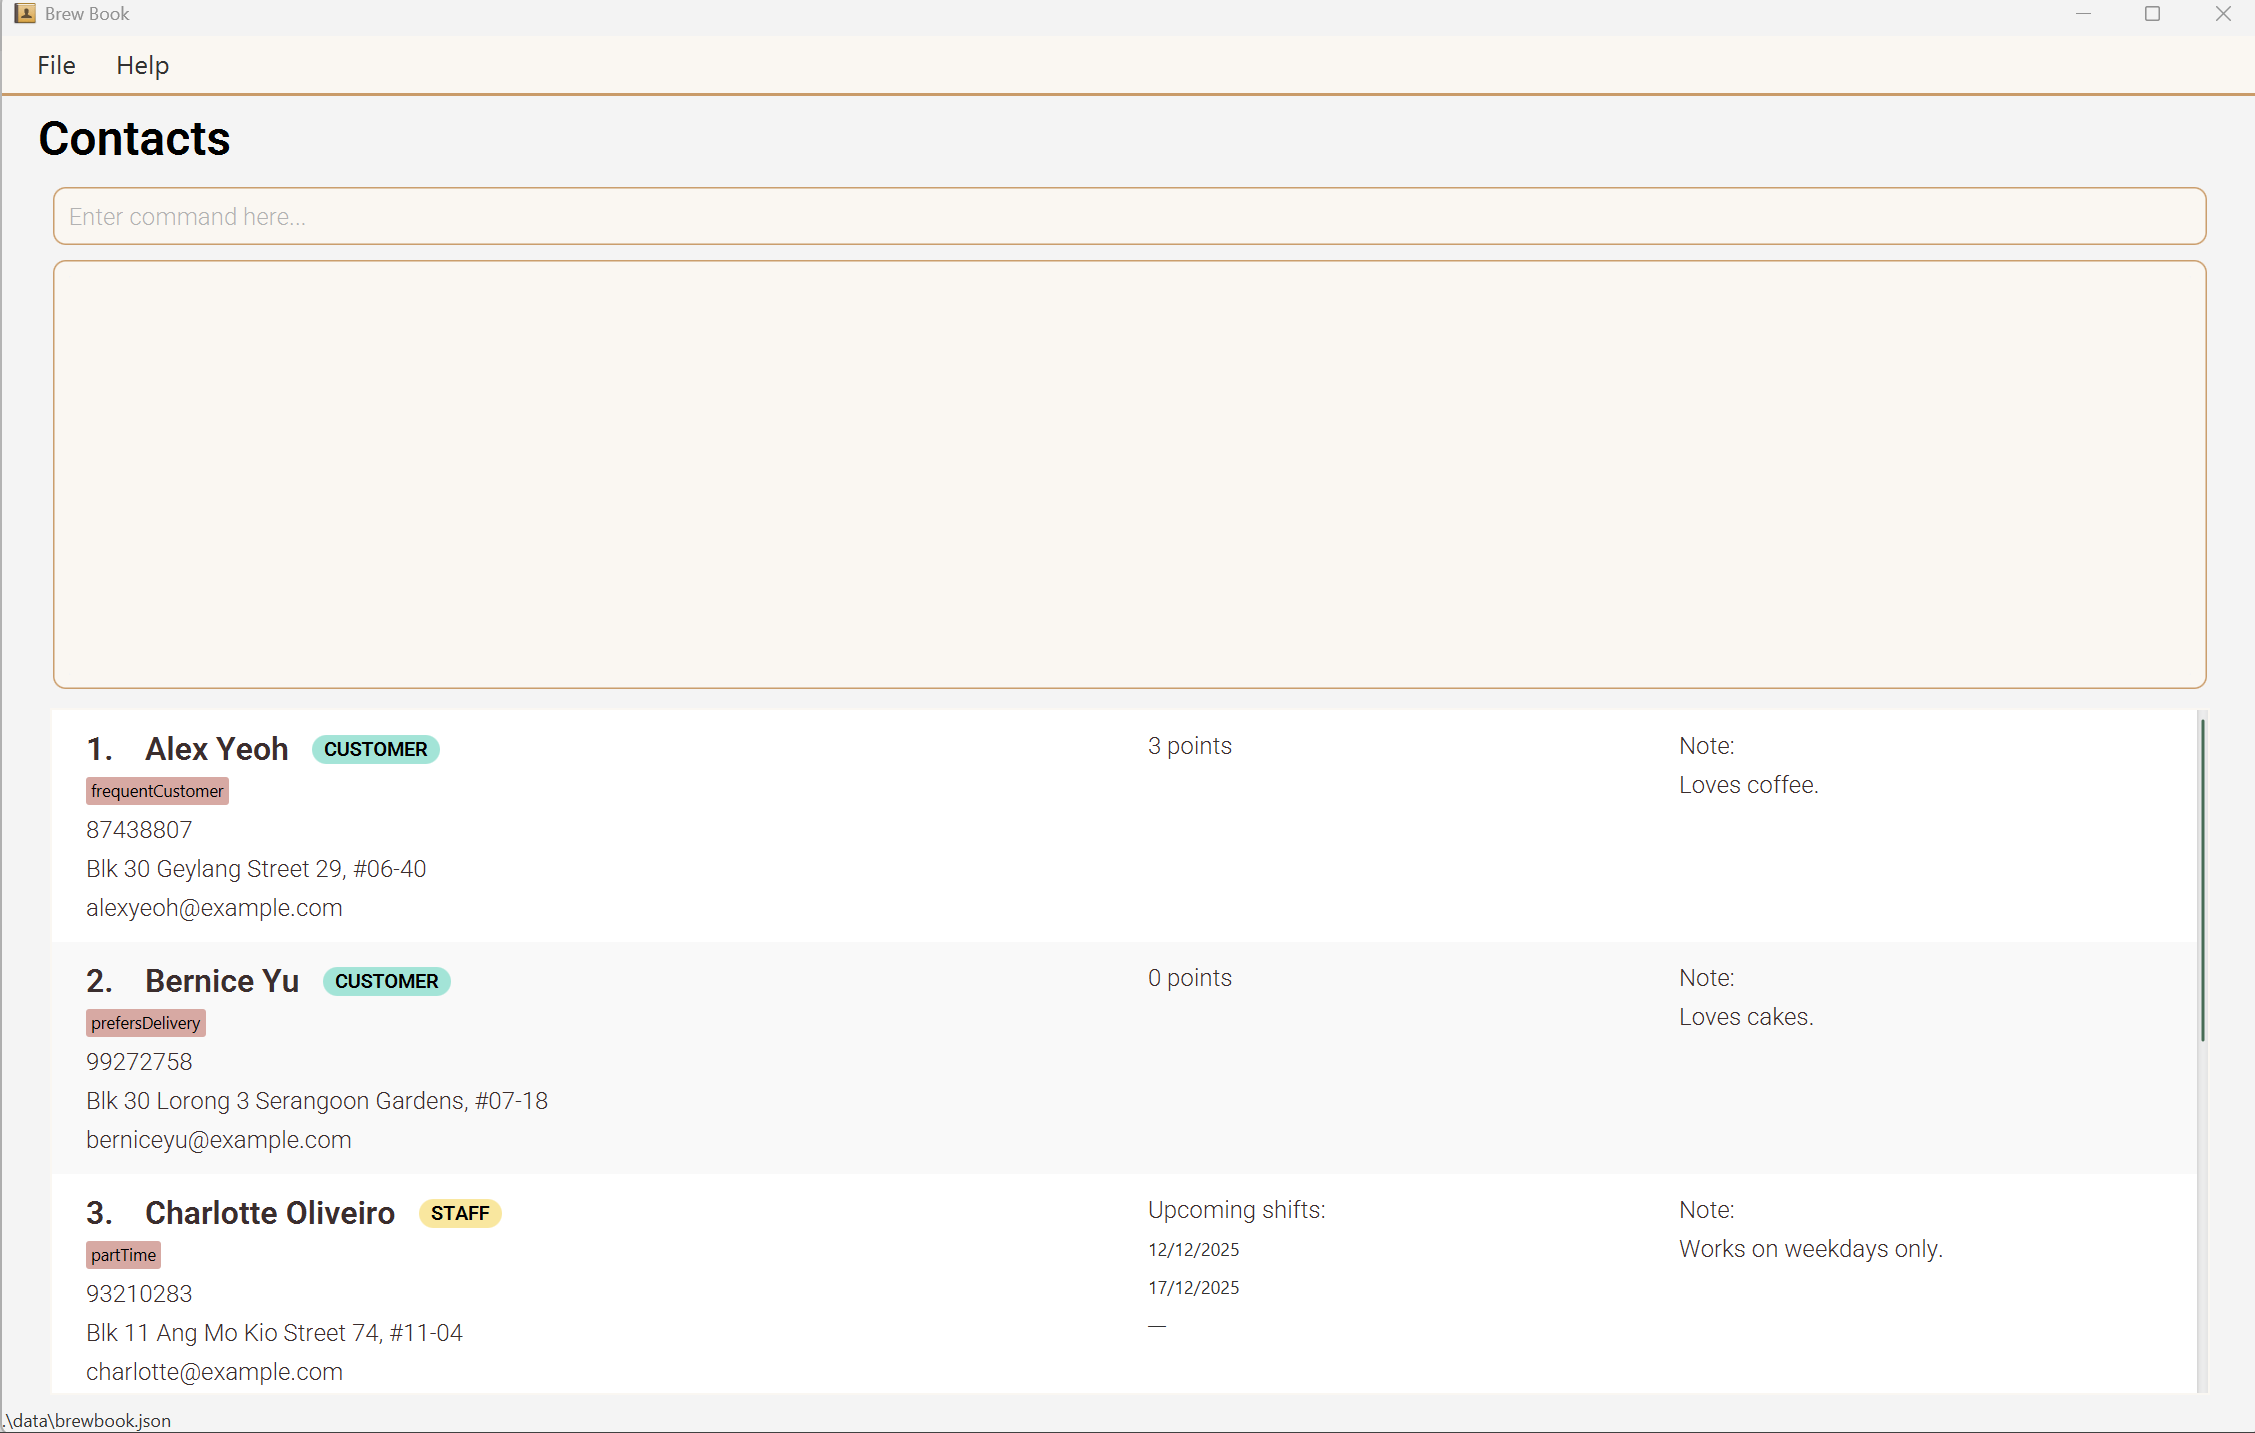 Brew Book
File Help
Contacts
Enter command here...
1. Alex Yeoh CUSTOMER
frequentCustomer
87438807
Blk 30 Geylang Street 29, #06-40
alexyeoh@example.com
3 points
Note:
Loves coffee.
2. Bernice Yu CUSTOMER
prefersDelivery
99272758
Blk 30 Lorong 3 Serangoon Gardens, #07-18
berniceyu@example.com
0 points
Note:
Loves cakes.
3. Charlotte Oliveiro STAFF
partTime
93210283
Blk 11 Ang Mo Kio Street 74, #11-04
charlotte@example.com
Upcoming shifts:
12/12/2025
17/12/2025
—
Note:
Works on weekdays only.
.\data\brewbook.json